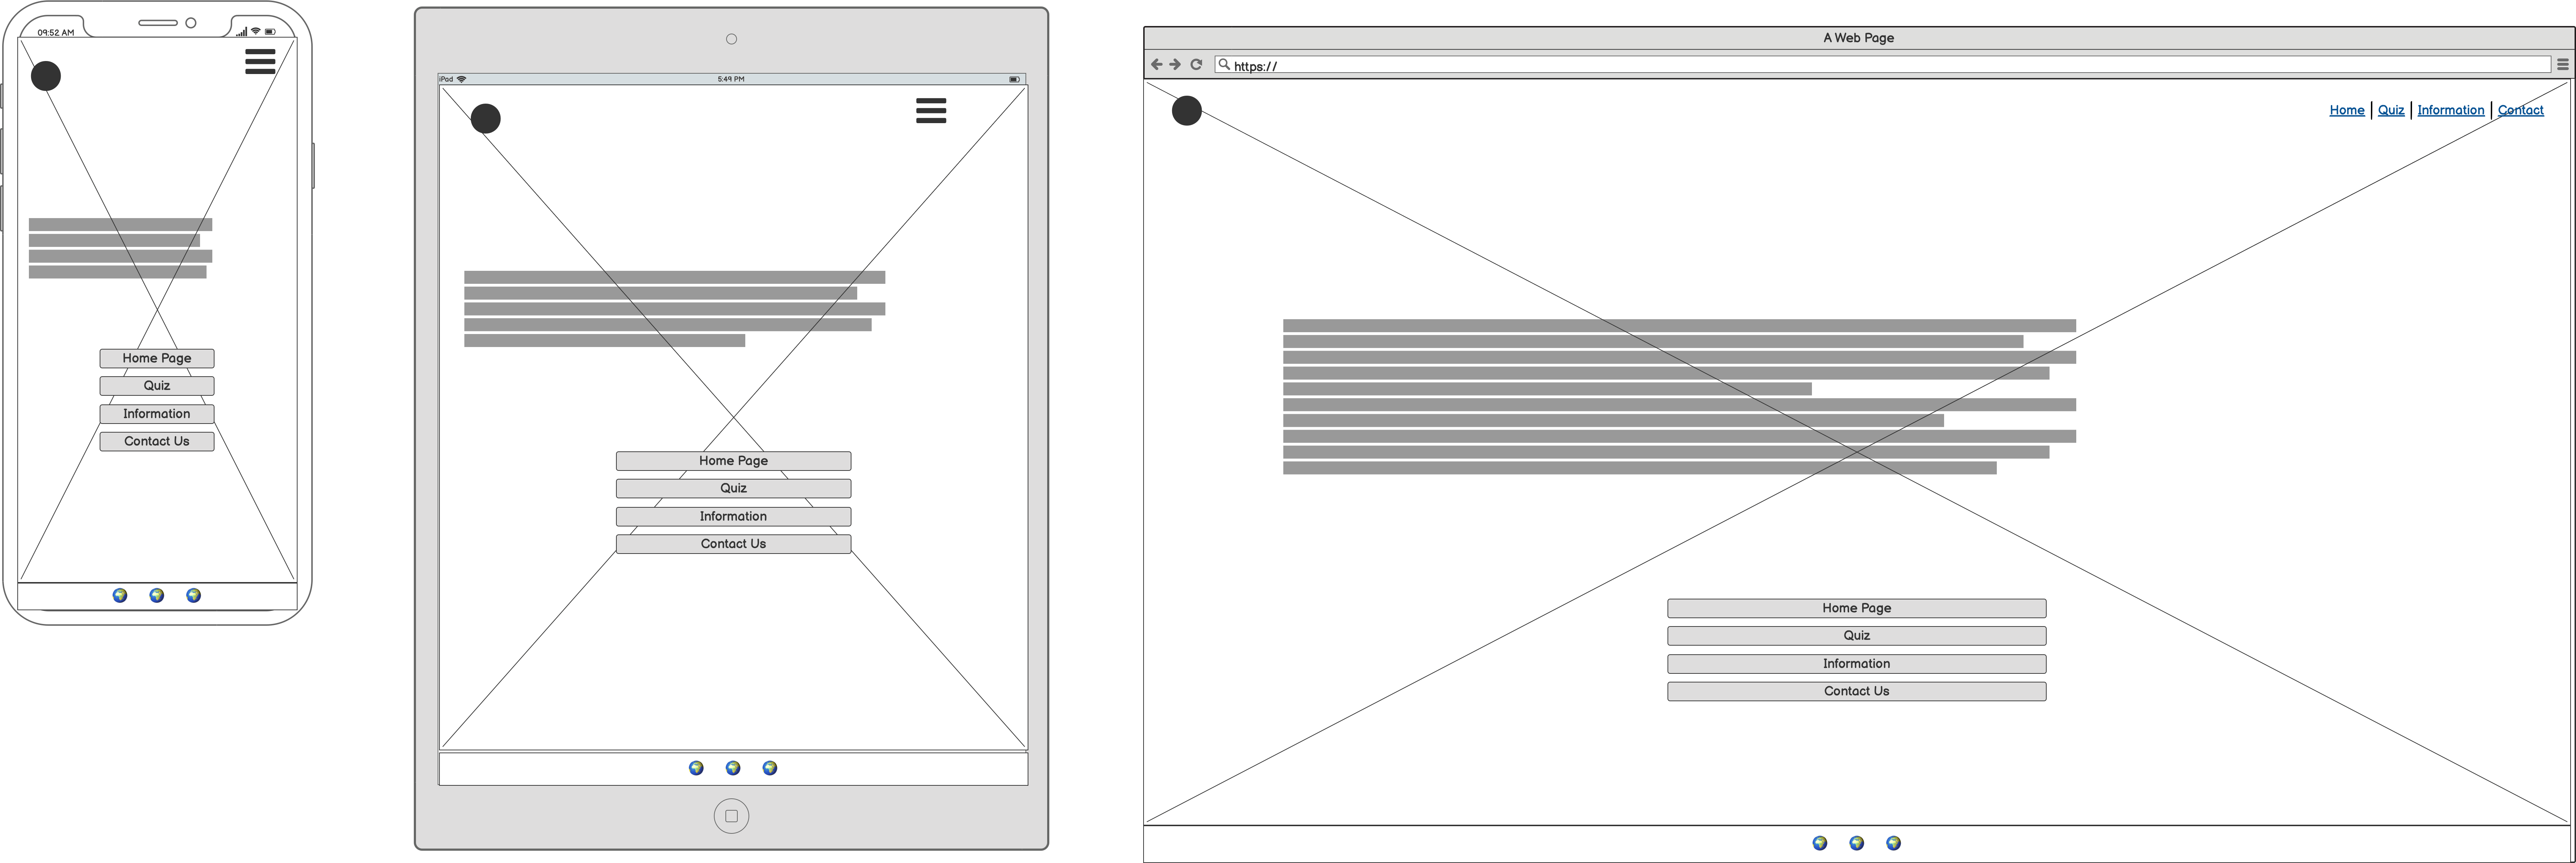 09:52 AM
Home Page
Quiz
Information
Contact Us
iPad
5:49 PM
Home Page
Quiz
Information
Contact Us
A Web Page
https://
Home | Quiz | Information | Contact
Home Page
Quiz
Information
Contact Us